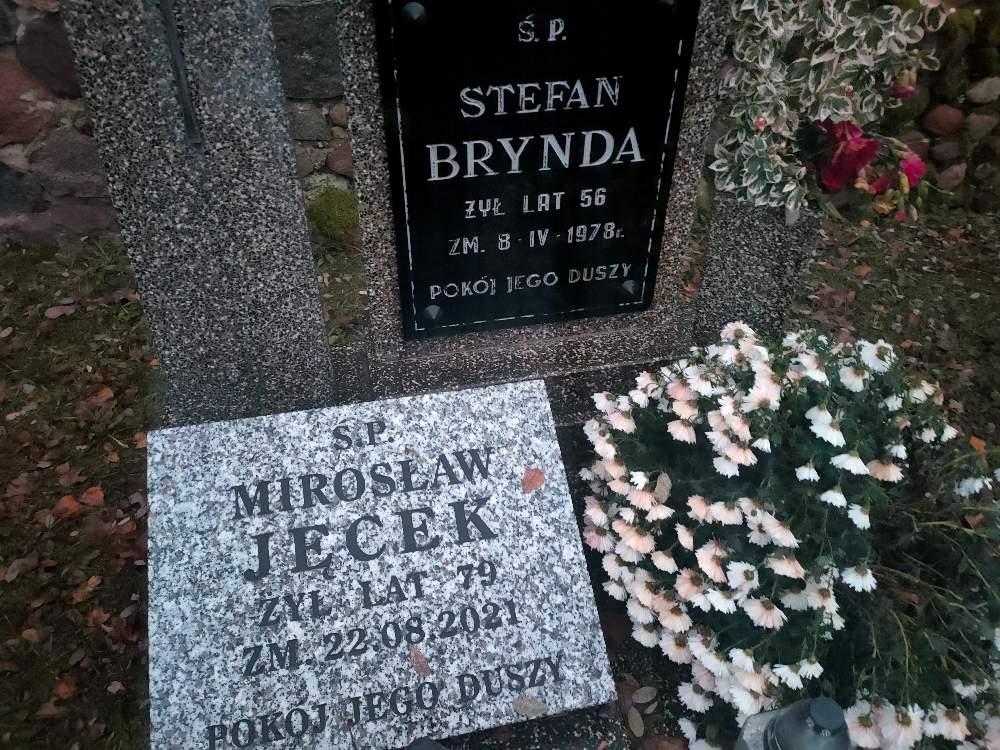 Ś.P.
STEFAN
BRYNDA
ŻYŁ LAT 56
ZM. 8-IV-1978r.
POKÓJ JEGO DUSZY
Ś.P.
MIROSŁAW
JĘCEK
ŻYŁ LAT 79
ZM. 22.08.2021
POKÓJ JEGO DUSZY